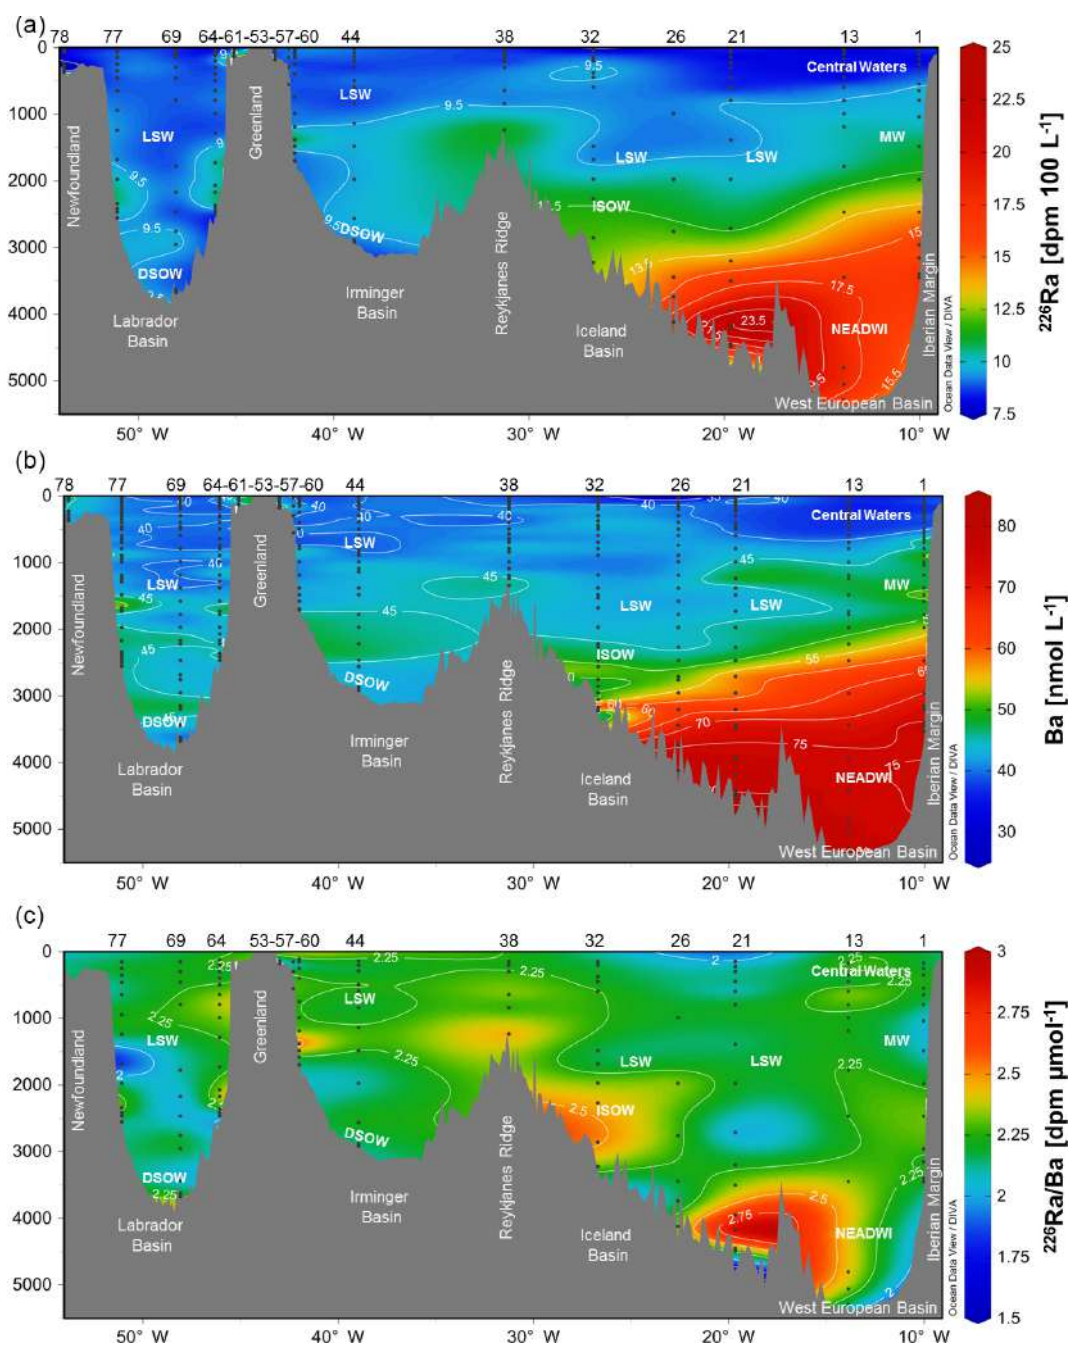 (a)
78 77 69 64-61-53-57-60 44 38 32 26 21 13 1
0
1000
2000
3000
4000
5000
Newfoundland
LSW
DSOW
Labrador
Basin
Greenland
LSW
DSOW
Irminger
Basin
Reykjanes Ridge
ISOW
Iceland
Basin
LSW
LSW
Central Waters
MW
NEADWI
West European Basin
Iberian Margin
Ocean Data View / DIVA
9.5
9.5
9.5
9.5
9.5
13.5
15
17.5
23.5
15.5
50° W 40° W 30° W 20° W 10° W
25
22.5
20
17.5
15
12.5
10
7.5
²²⁶Ra [dpm 100 L⁻¹]
(b)
78 77 69 64-61-53-57-60 44 38 32 26 21 13 1
0
1000
2000
3000
4000
5000
Newfoundland
LSW
DSOW
Labrador
Basin
Greenland
LSW
DSOW
Irminger
Basin
Reykjanes Ridge
ISOW
Iceland
Basin
LSW
LSW
Central Waters
MW
NEADWI
West European Basin
Iberian Margin
Ocean Data View / DIVA
40
40
40
45
45
40
40
40
45
45
40
45
55
60
60
70
75
75
50° W 40° W 30° W 20° W 10° W
80
70
60
50
40
30
Ba [nmol L⁻¹]
(c)
77 69 64 53-57-60 44 38 32 26 21 13 1
0
1000
2000
3000
4000
5000
Newfoundland
LSW
DSOW
Labrador
Basin
Greenland
LSW
DSOW
Irminger
Basin
Reykjanes Ridge
ISOW
Iceland
Basin
LSW
LSW
Central Waters
MW
NEADWI
West European Basin
Iberian Margin
Ocean Data View / DIVA
2.25
2
2.25
2.25
2.25
2.25
2.25
2.5
2
2.25
2.25
2.25
2.25
2.5
2.75
2
50° W 40° W 30° W 20° W 10° W
3
2.75
2.5
2.25
2
1.75
1.5
²²⁶Ra/Ba [dpm µmol⁻¹]